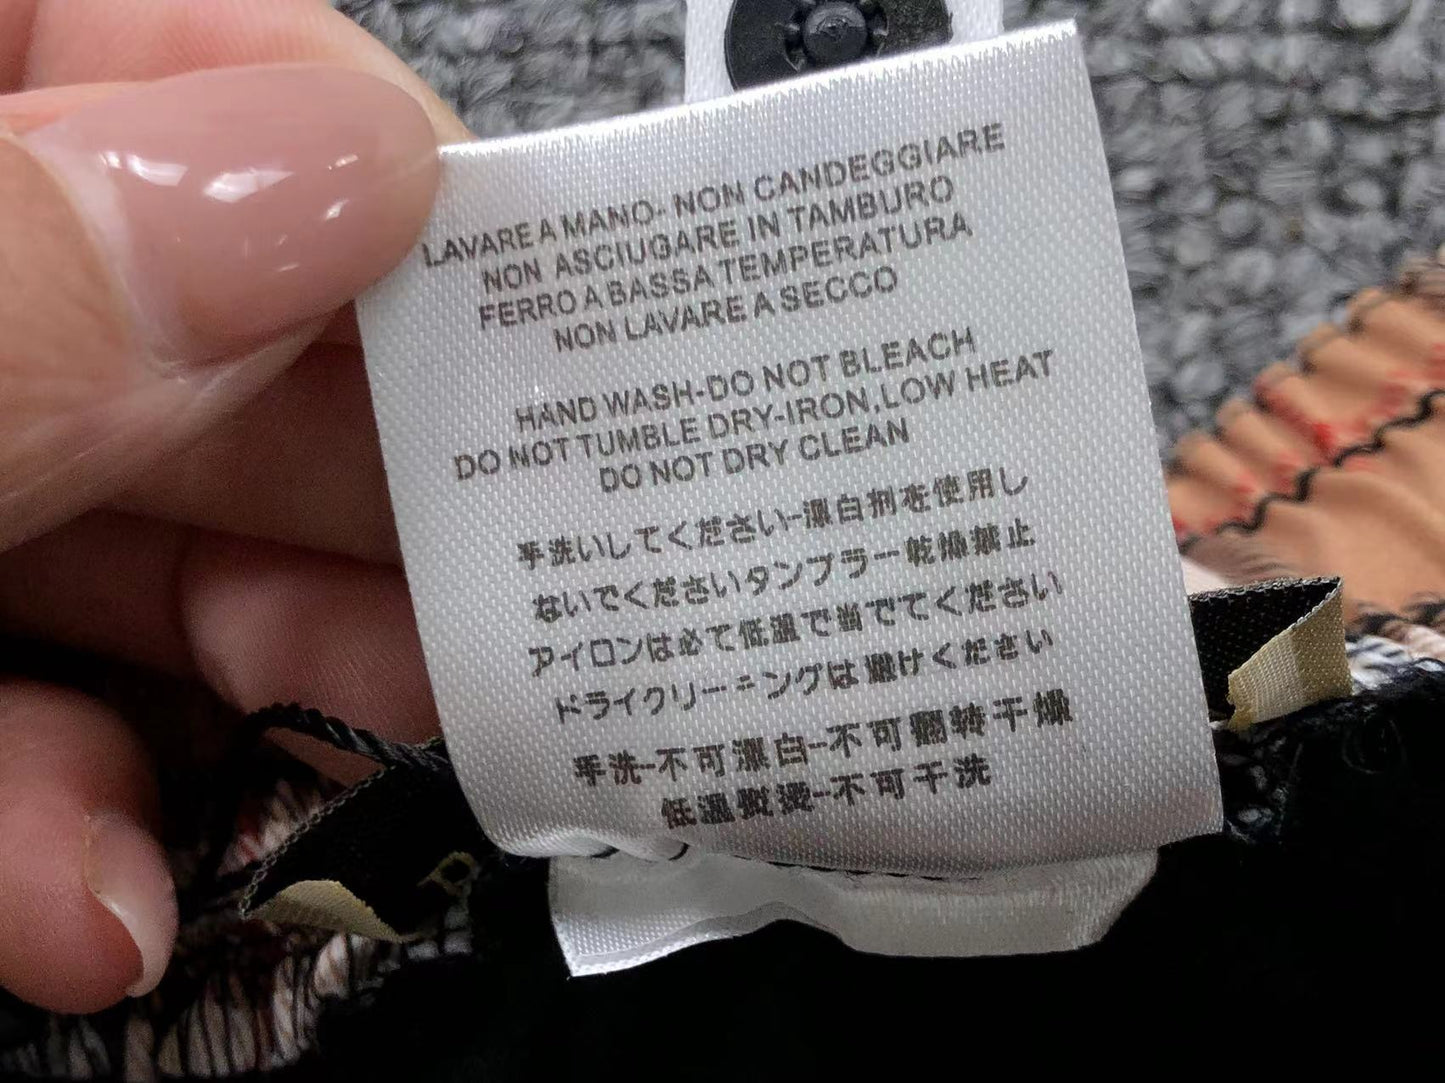 LAVARE A MANO- NON CANDEGGIARE
NON ASCIUGARE IN TAMBURO
FERRO A BASSA TEMPERATURA
NON LAVARE A SECCO
HAND WASH-DO NOT BLEACH
DO NOT TUMBLE DRY-IRON,LOW HEAT
DO NOT DRY CLEAN
手洗いしてください-漂白剤を使用し
ないでくださいタンブラー乾燥禁止
アイロンは必て低温で当でてください
ドライクリーニングは避けください
手洗-不可漂白-不可翻转干燥
低温熨烫-不可干洗